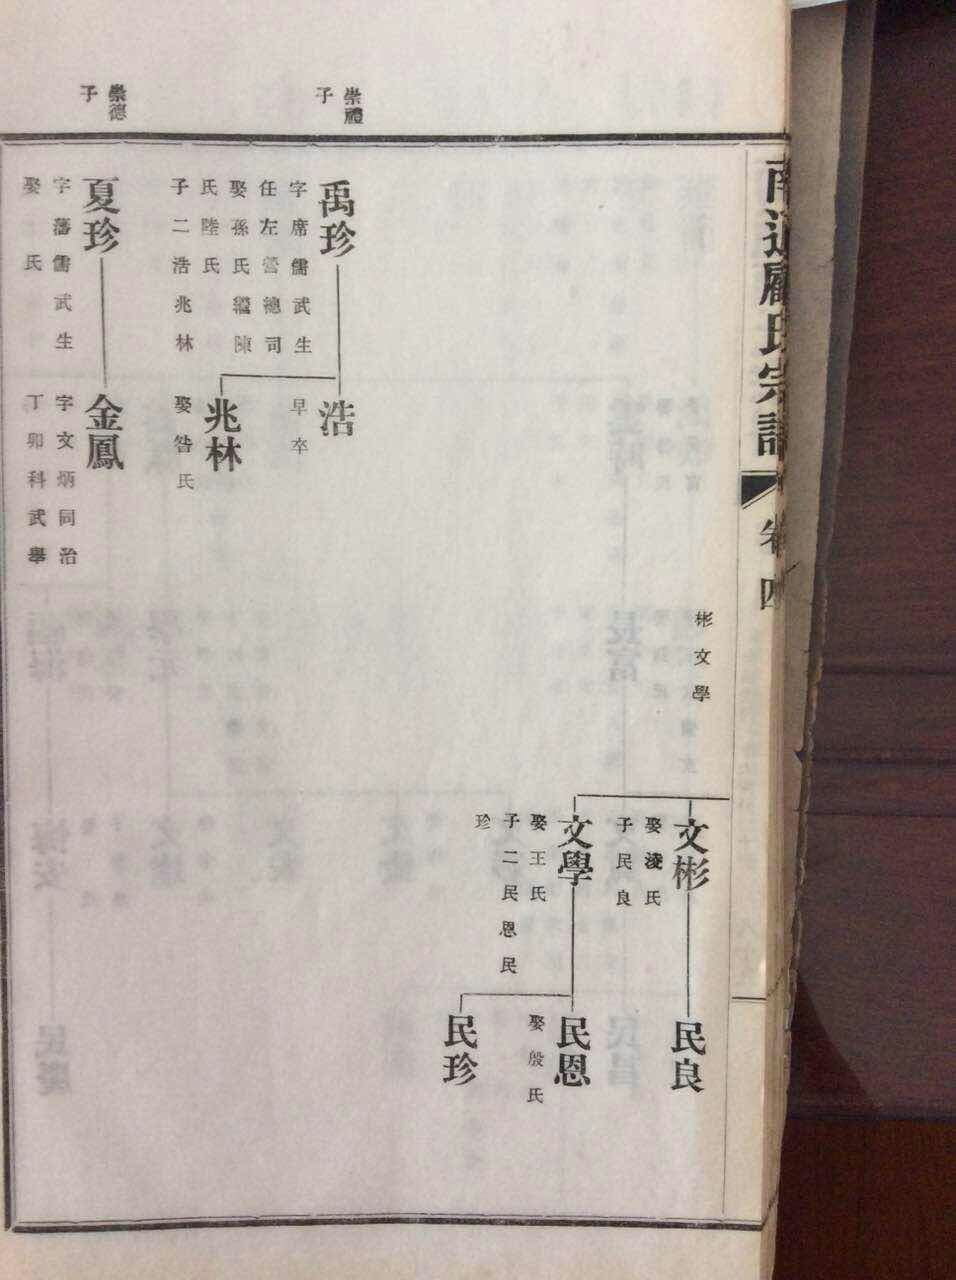 南通顧氏宗譜
卷四
彬文學
文彬
娶凌氏
子民良
民良
文學
娶王氏
子二民恩民
珍
民恩
娶殷氏
民珍
崇禮
子
禹珍
字席儒武生
任左營總司
娶孫氏繼陳
氏陸氏
子二浩兆林
浩
早卒
兆林
娶昝氏
崇德
子
夏珍
字藩儒武生
娶 氏
金鳳
字文炳同治
丁卯科武舉